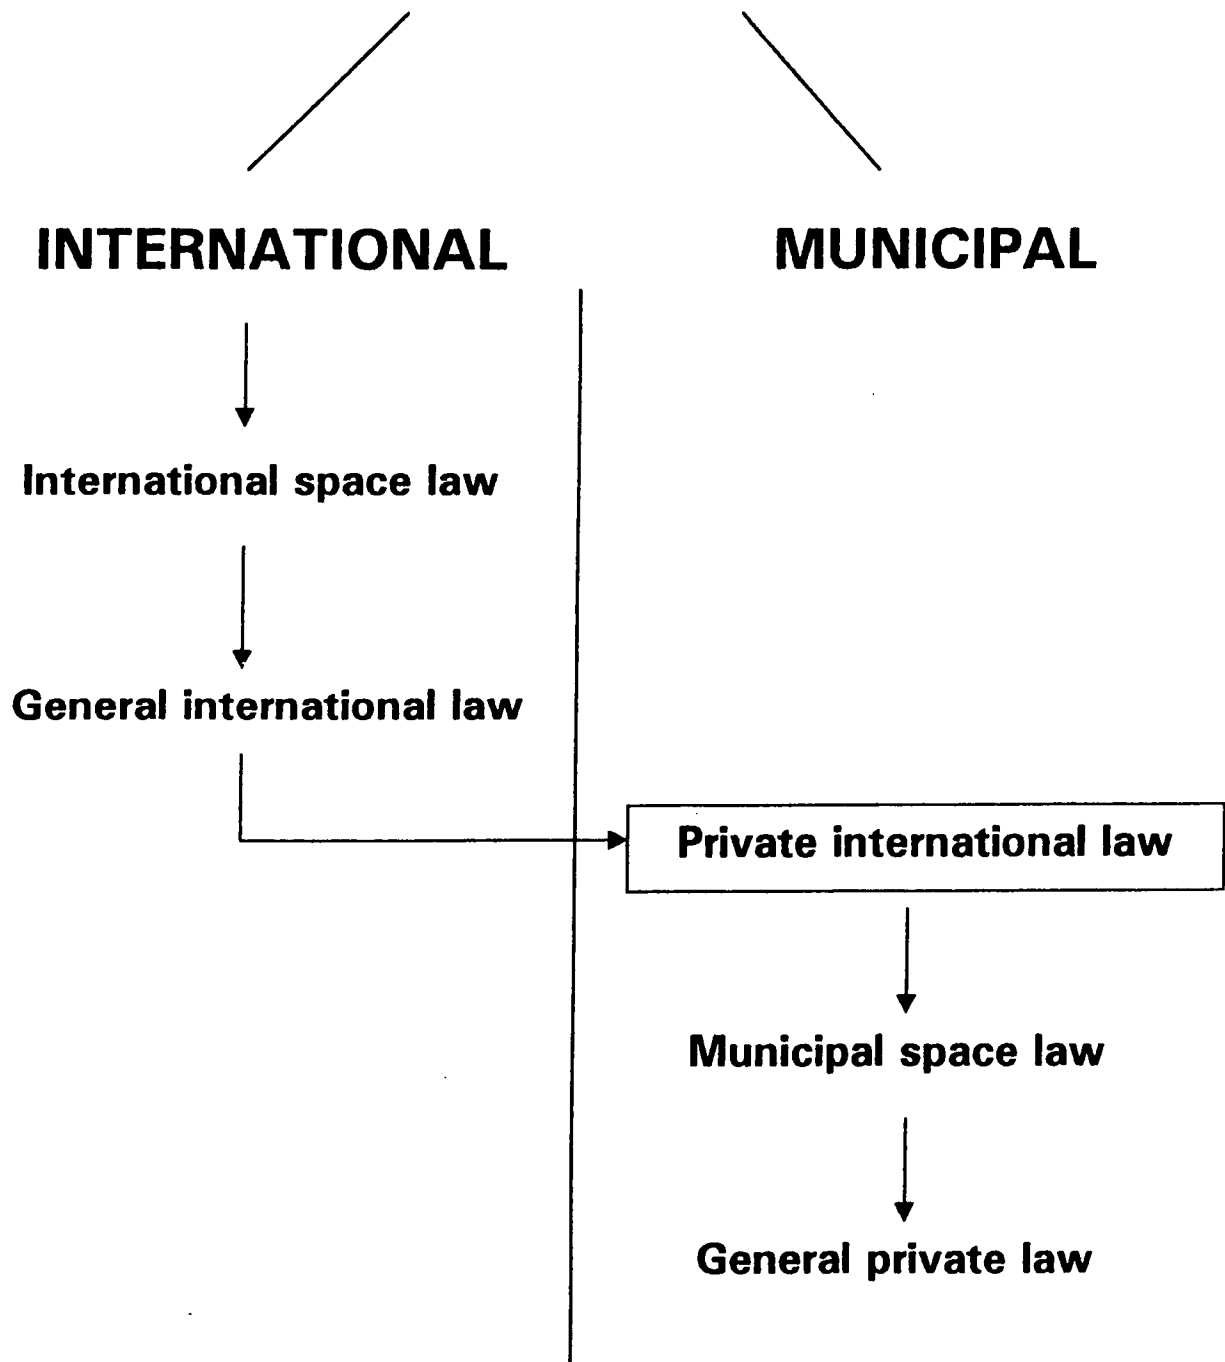 INTERNATIONAL
MUNICIPAL
International space law
General international law
Private international law
Municipal space law
General private law